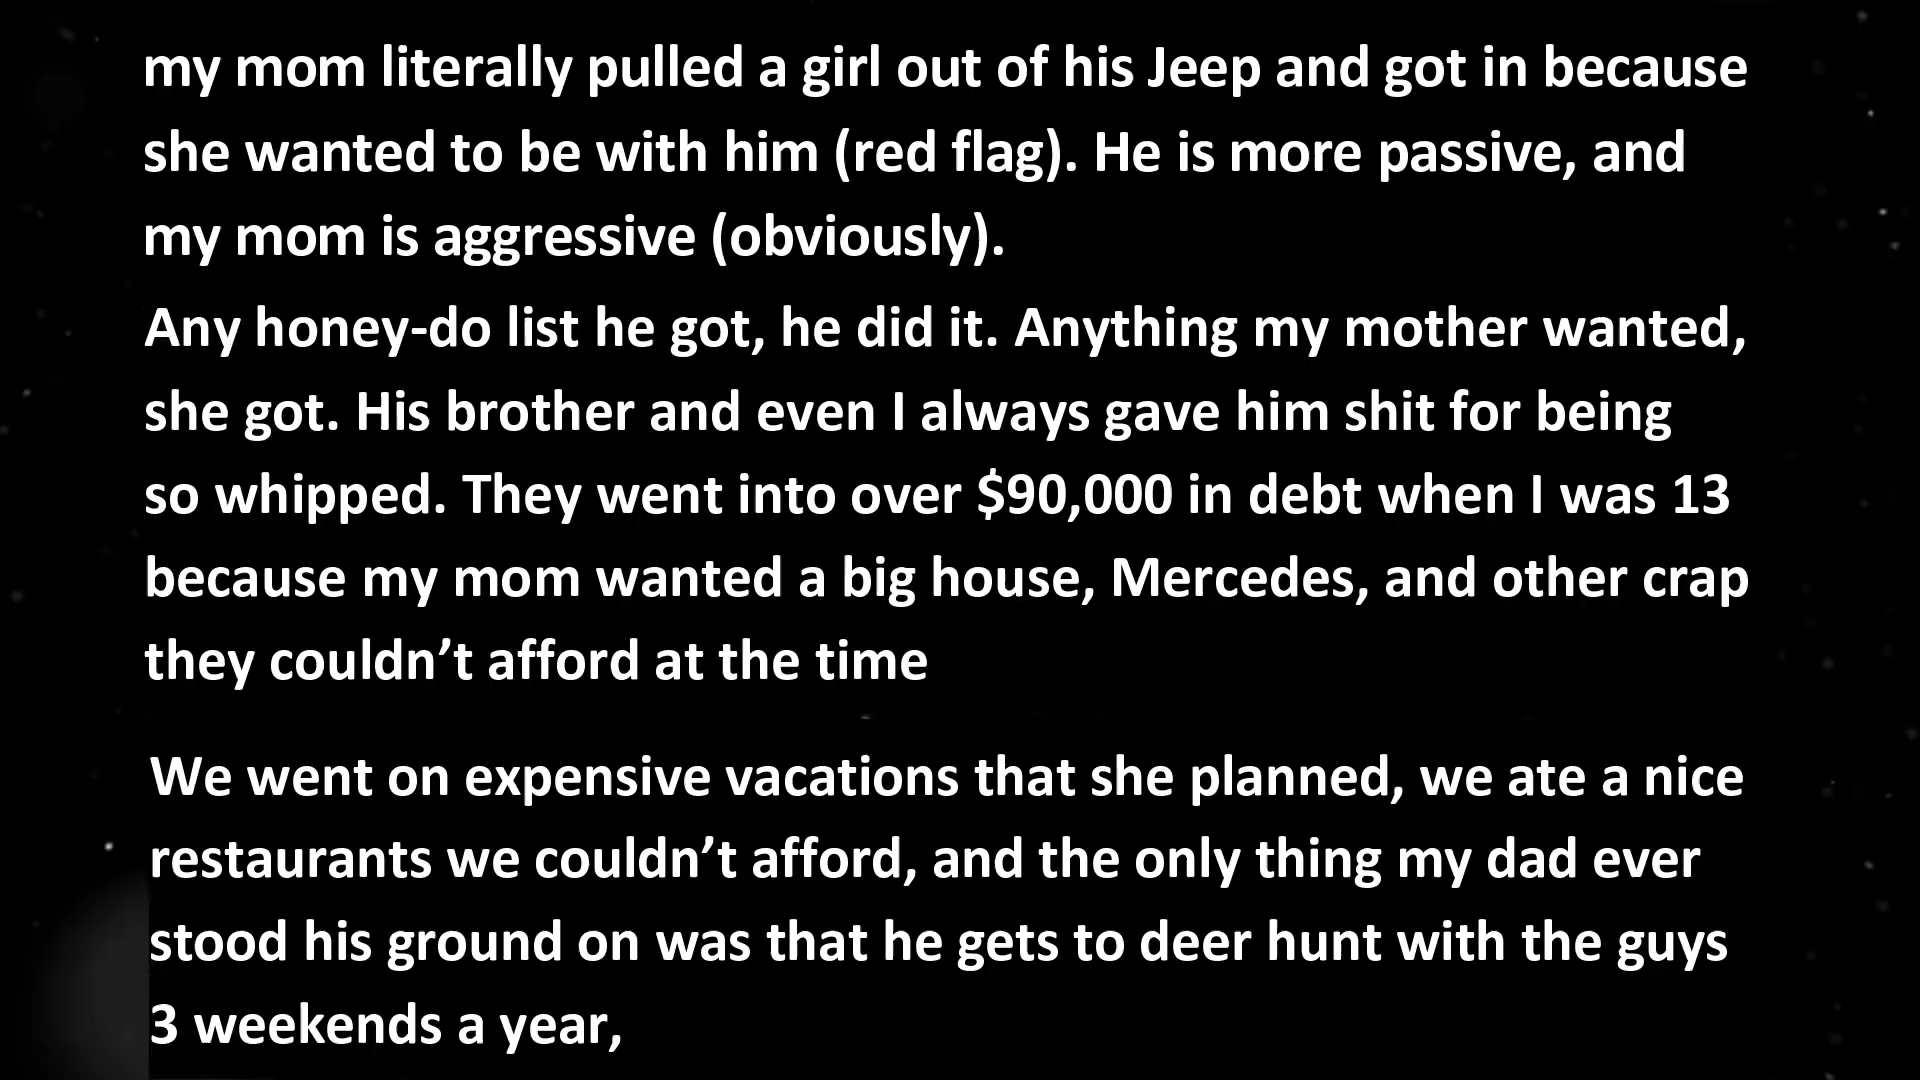 my mom literally pulled a girl out of his Jeep and got in because
she wanted to be with him (red flag). He is more passive, and
my mom is aggressive (obviously).
Any honey-do list he got, he did it. Anything my mother wanted,
she got. His brother and even I always gave him shit for being
so whipped. They went into over $90,000 in debt when I was 13
because my mom wanted a big house, Mercedes, and other crap
they couldn’t afford at the time
We went on expensive vacations that she planned, we ate a nice
restaurants we couldn’t afford, and the only thing my dad ever
stood his ground on was that he gets to deer hunt with the guys
3 weekends a year,